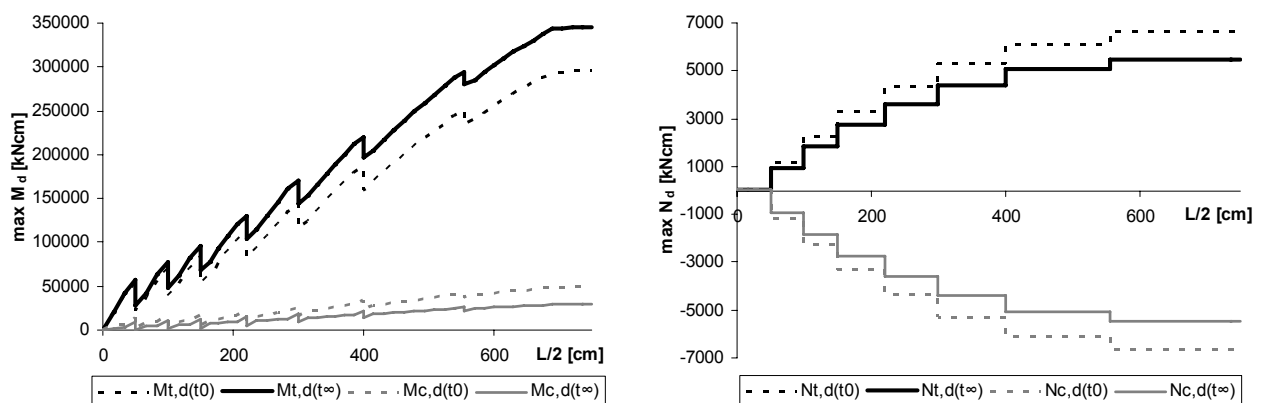 max M d [kNcm]
350000
300000
250000
200000
150000
100000
50000
0
0
200
400
600
L/2 [cm]
Mt,d(t0)
Mt,d(t∞)
Mc,d(t0)
Mc,d(t∞)
max N d [kNcm]
7000
5000
3000
1000
-1000
-3000
-5000
-7000
0
200
400
600
L/2 [cm]
Nt,d(t0)
Nt,d(t∞)
Nc,d(t0)
Nc,d(t∞)